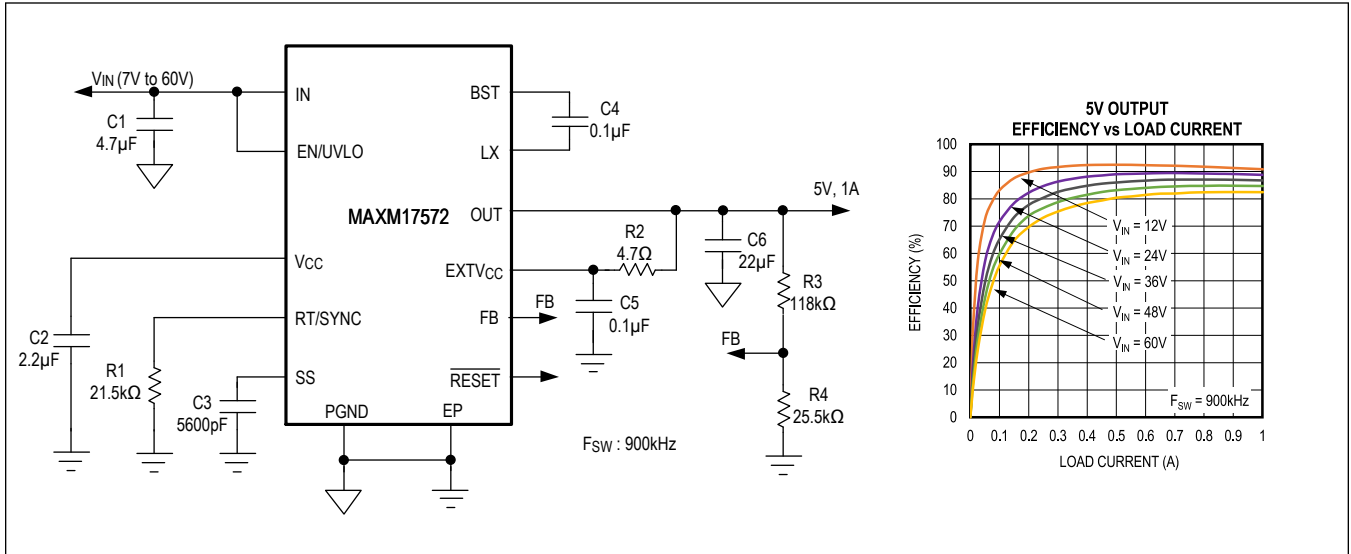 VIN (7V to 60V)
C1
4.7µF
IN
EN/UVLO
MAXM17572
VCC
RT/SYNC
SS
PGND
EP
BST
LX
OUT
EXTVCC
FB
RESET
C2
2.2µF
R1
21.5kΩ
C3
5600pF
C4
0.1µF
R2
4.7Ω
C5
0.1µF
FB
5V, 1A
C6
22µF
R3
118kΩ
FB
R4
25.5kΩ
FSW : 900kHz
5V OUTPUT
EFFICIENCY vs LOAD CURRENT
EFFICIENCY (%)
100
90
80
70
60
50
40
30
20
10
0
VIN = 12V
VIN = 24V
VIN = 36V
VIN = 48V
VIN = 60V
FSW = 900kHz
0 0.1 0.2 0.3 0.4 0.5 0.6 0.7 0.8 0.9 1
LOAD CURRENT (A)